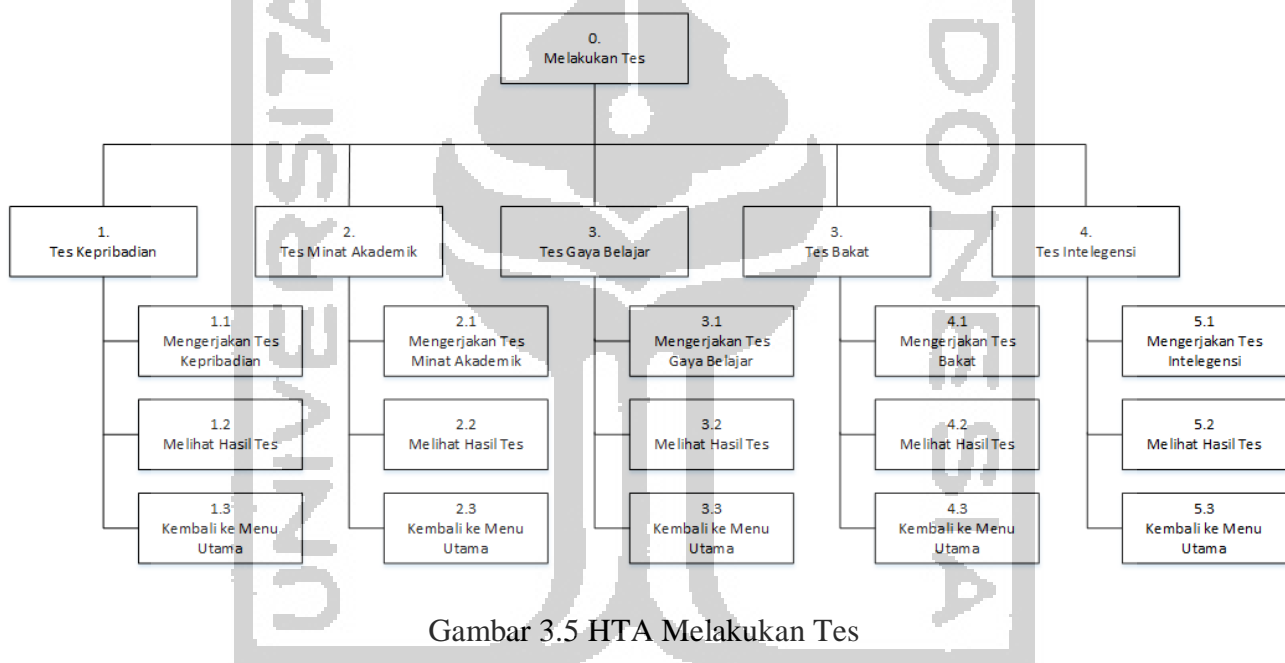 0.
Melakukan Tes
1.
Tes Kepribadian
2.
Tes Minat Akademik
3.
Tes Gaya Belajar
3.
Tes Bakat
4.
Tes Intelegensi
1.1
Mengerjakan Tes
Kepribadian
2.1
Mengerjakan Tes
Minat Akademik
3.1
Mengerjakan Tes
Gaya Belajar
4.1
Mengerjakan Tes
Bakat
5.1
Mengerjakan Tes
Intelegensi
1.2
Melihat Hasil Tes
2.2
Melihat Hasil Tes
3.2
Melihat Hasil Tes
4.2
Melihat Hasil Tes
5.2
Melihat Hasil Tes
1.3
Kembali ke Menu
Utama
2.3
Kembali ke Menu
Utama
3.3
Kembali ke Menu
Utama
4.3
Kembali ke Menu
Utama
5.3
Kembali ke Menu
Utama
Gambar 3.5 HTA Melakukan Tes
UNIVERSITA
DONESIA